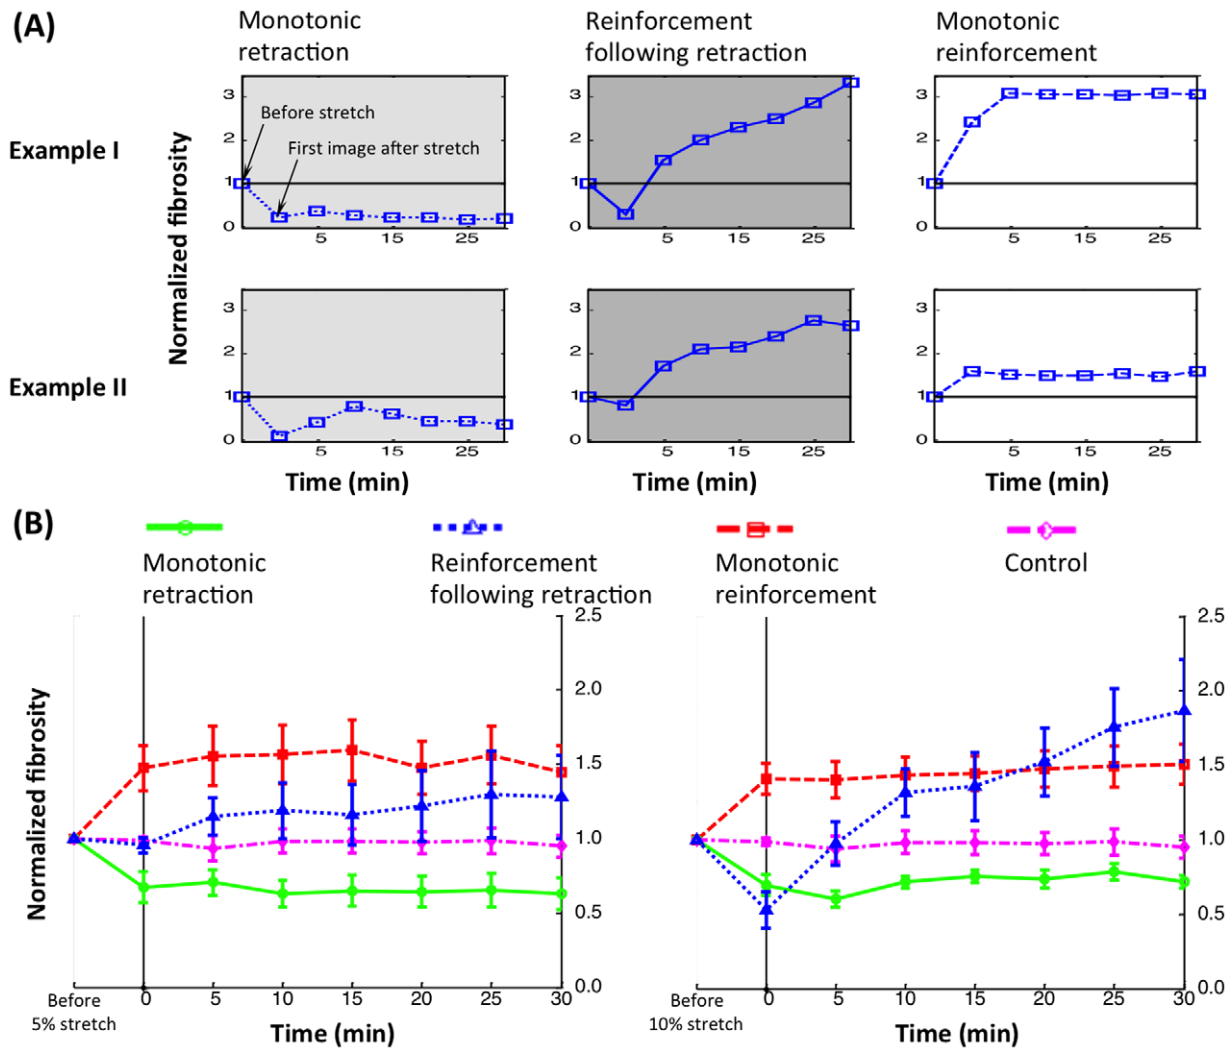 (A)
Monotonic
retraction
Reinforcement
following retraction
Monotonic
reinforcement
Example I
Normalized fibrosity
3
2
1
0
Before stretch
First image after stretch
5 15 25
3
2
1
0
5 15 25
3
2
1
0
5 15 25
Example II
3
2
1
0
5 15 25
3
2
1
0
5 15 25
3
2
1
0
5 15 25
Time (min)
Time (min)
Time (min)
(B)
Monotonic
retraction
Reinforcement
following retraction
Monotonic
reinforcement
Control
Normalized fibrosity
2.5
2.0
1.5
1.0
0.5
0.0
Before
5% stretch
0 5 10 15 20 25 30
Time (min)
2.5
2.0
1.5
1.0
0.5
0.0
Before
10% stretch
0 5 10 15 20 25 30
Time (min)